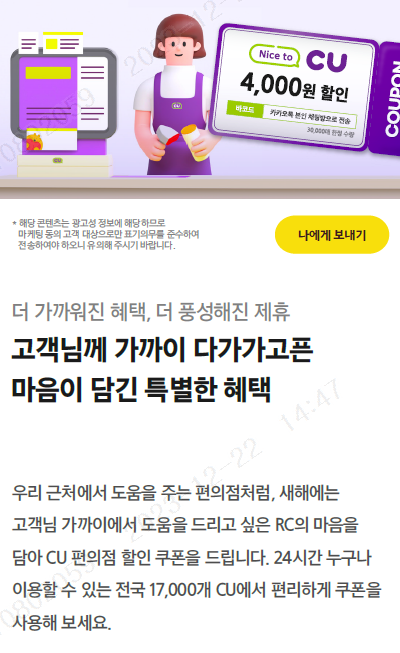 Nice to CU
4,000원 할인
바코드 카카오톡 본인 채팅방으로 전송
30,000매 한정 수량
COUPON
CU
* 해당 콘텐츠는 광고성 정보에 해당하므로
마케팅 동의 고객 대상으로만 표기의무를 준수하여
전송하여야 하오니 유의해 주시기 바랍니다.
나에게 보내기
더 가까워진 혜택, 더 풍성해진 제휴
고객님께 가까이 다가가고픈
마음이 담긴 특별한 혜택
우리 근처에서 도움을 주는 편의점처럼, 새해에는
고객님 가까이에서 도움을 드리고 싶은 RC의 마음을
담아 CU 편의점 할인 쿠폰을 드립니다. 24시간 누구나
이용할 수 있는 전국 17,000개 CU에서 편리하게 쿠폰을
사용해 보세요.
2023-12-22 14:47